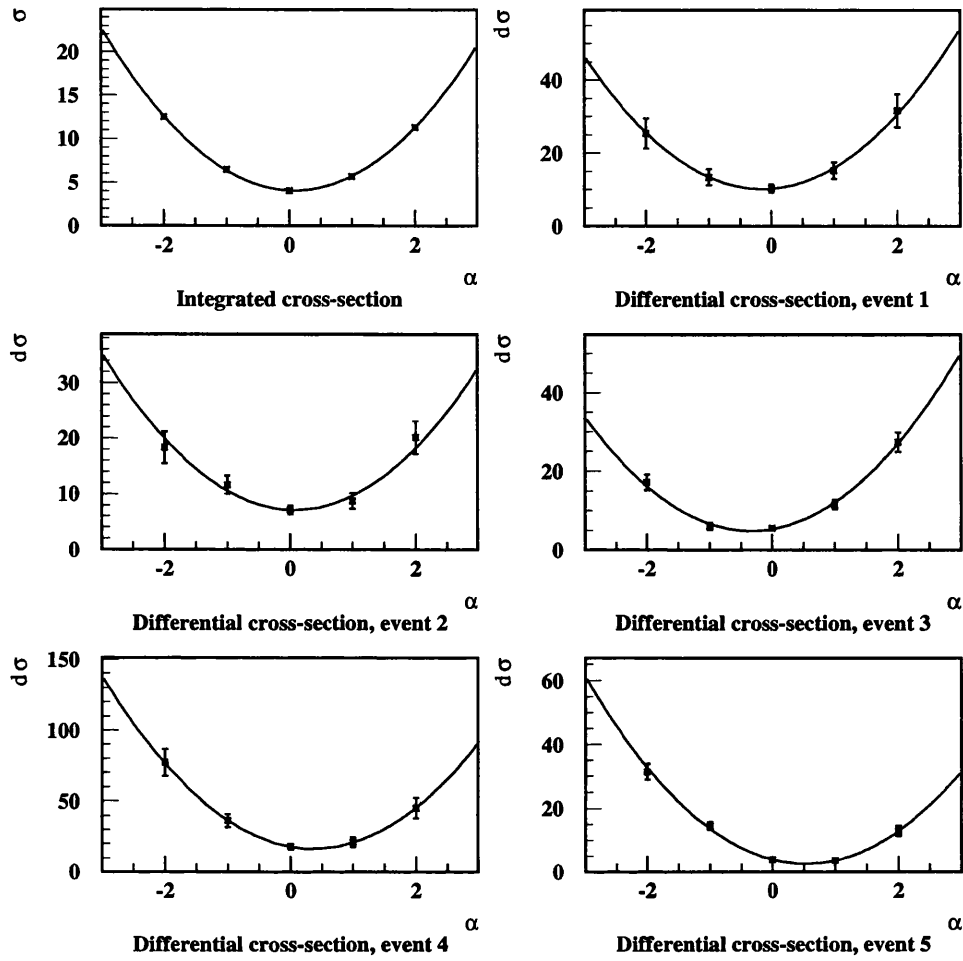 σ
20
15
10
5
0
-2 0 2
α
Integrated cross-section
dσ
40
20
0
-2 0 2
α
Differential cross-section, event 1
dσ
30
20
10
0
-2 0 2
α
Differential cross-section, event 2
dσ
40
20
0
-2 0 2
α
Differential cross-section, event 3
dσ
150
100
50
0
-2 0 2
α
Differential cross-section, event 4
dσ
60
40
20
0
-2 0 2
α
Differential cross-section, event 5